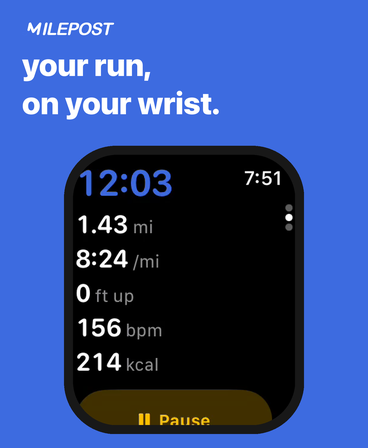 MILEPOST
your run,
on your wrist.
12:03 7:51
1.43 mi
8:24 /mi
0 ft up
156 bpm
214 kcal
Pause